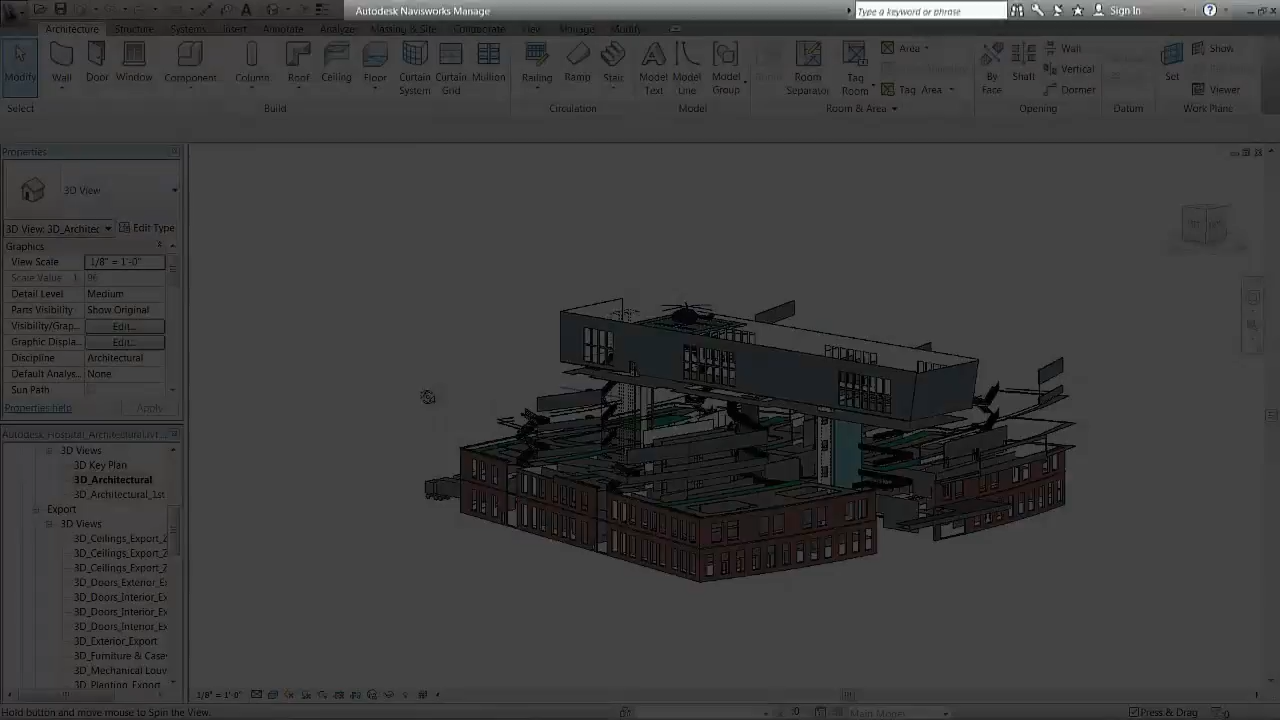 Autodesk Navisworks Manage
Type a keyword or phrase
Sign In
Architecture Structure Systems Insert Annotate Analyze Massing & Site Collaborate View Manage Modify
Modify Wall Door Window Component Column Roof Ceiling Floor Curtain System Curtain Grid Mullion Railing Ramp Stair Model Text Model Line Model Group Room Separator Tag Room Area Tag Area By Face Shaft Wall Vertical Dormer Set Show Viewer
Select Build Circulation Model Room & Area Opening Datum Work Plane
Properties
3D View
3D View: 3D_Architec Edit Type
Graphics
View Scale 1/8" = 1'-0"
Scale Value 1: 96
Detail Level Medium
Parts Visibility Show Original
Visibility/Grap... Edit...
Graphic Displa... Edit...
Discipline Architectural
Default Analys... None
Sun Path
Properties help Apply
Autodesk_Hospital_Architectural.rvt...
3D Views
3D Key Plan
3D_Architectural
3D_Architectural_1st
Export
3D Views
3D_Ceilings_Export_2
3D_Ceilings_Export_2
3D_Ceilings_Export_2
3D_Doors_Exterior_E
3D_Doors_Interior_Ex
3D_Doors_Interior_Ex
3D_Doors_Interior_Ex
3D_Exterior_Export
3D_Furniture & Case
3D_Mechanical Louv
3D_Planting_Export
1/8" = 1'-0"
Hold button and move mouse to Spin the View.
:0
Main Model
Press & Drag
:0